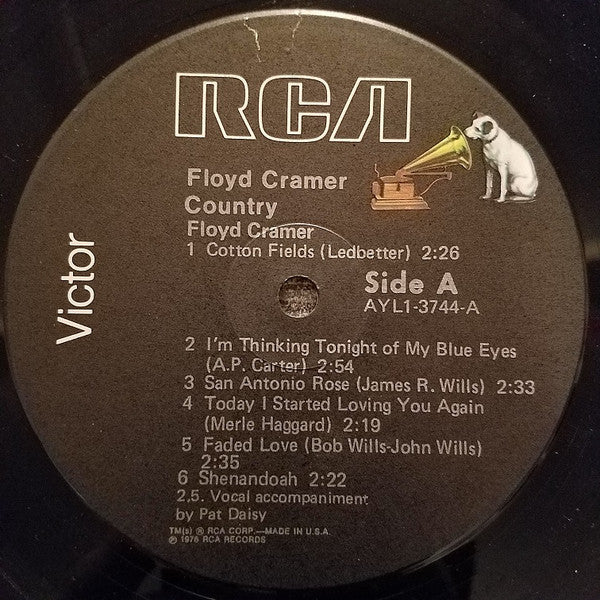 RCA
Victor
Floyd Cramer
Country
Floyd Cramer
1 Cotton Fields (Ledbetter) 2:26
Side A
AYL1-3744-A
2 I'm Thinking Tonight of My Blue Eyes
(A.P. Carter) 2:54
3 San Antonio Rose (James R. Wills) 2:33
4 Today I Started Loving You Again
(Merle Haggard) 2:19
5 Faded Love (Bob Wills-John Wills)
2:35
6 Shenandoah 2:22
2,5. Vocal accompaniment
by Pat Daisy
TM(s) ® RCA CORP.—MADE IN U.S.A.
℗ 1976 RCA RECORDS